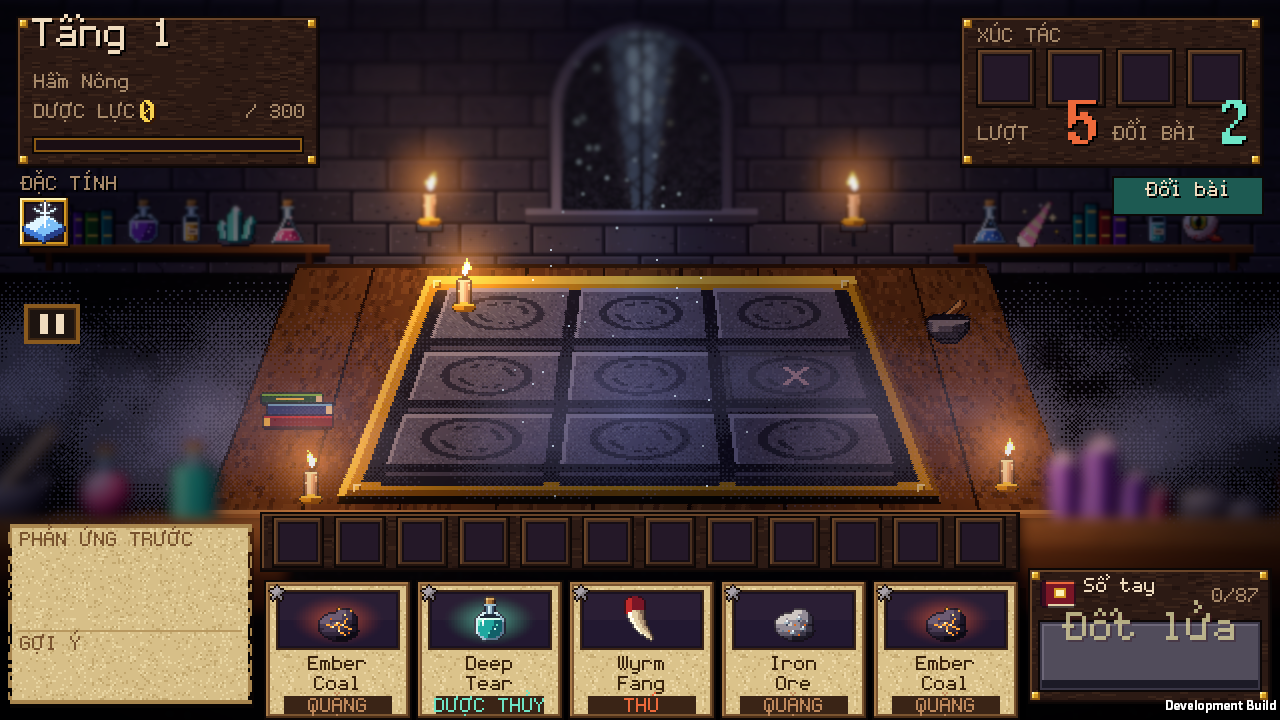 Tầng 1
Hầm Nông
DƯỢC LỰC 0 / 300
ĐẶC TÍNH
XÚC TÁC
LƯỢT 5 ĐỔI BÀI 2
Đổi bài
PHẢN ỨNG TRƯỚC
GỢI Ý
Ember
Coal
QUẶNG
Deep
Tear
DƯỢC THỦY
Wyrm
Fang
THÚ
Iron
Ore
QUẶNG
Ember
Coal
QUẶNG
Sổ tay
0/87
Đốt lửa
Development Build